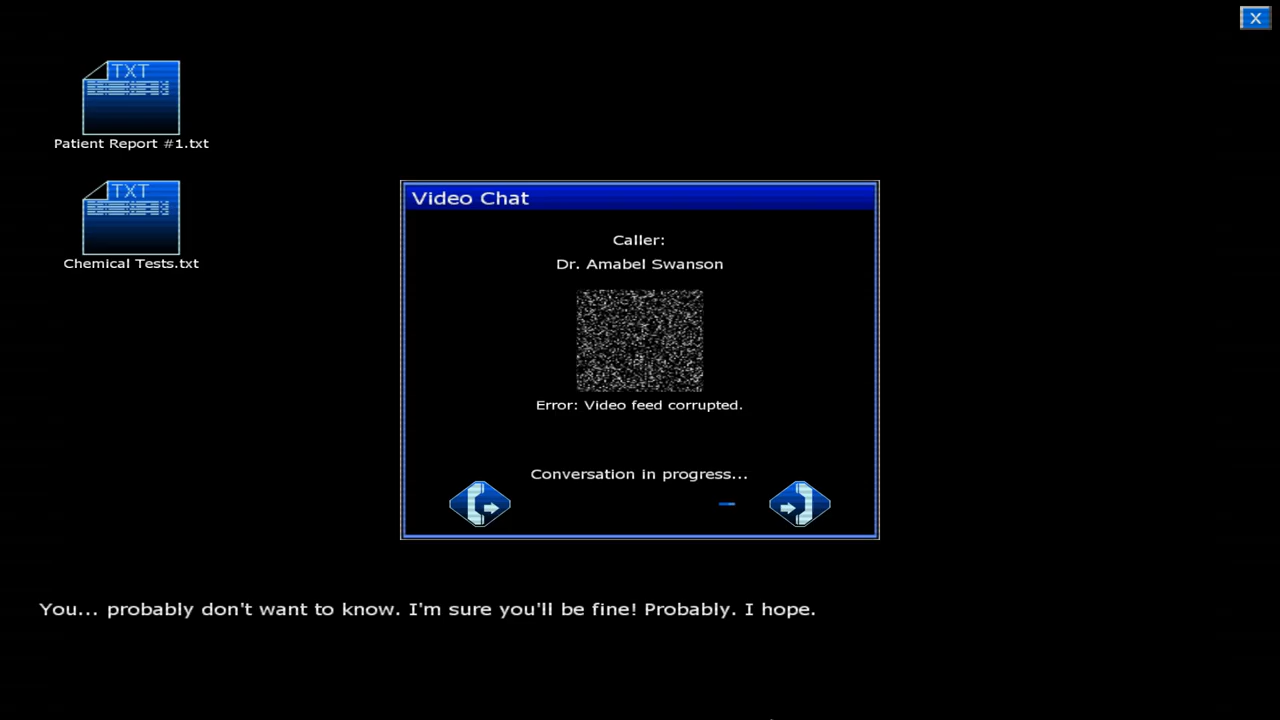 X
TXT
Patient Report #1.txt
TXT
Chemical Tests.txt
Video Chat
Caller:
Dr. Amabel Swanson
Error: Video feed corrupted.
Conversation in progress...
You... probably don't want to know. I'm sure you'll be fine! Probably. I hope.